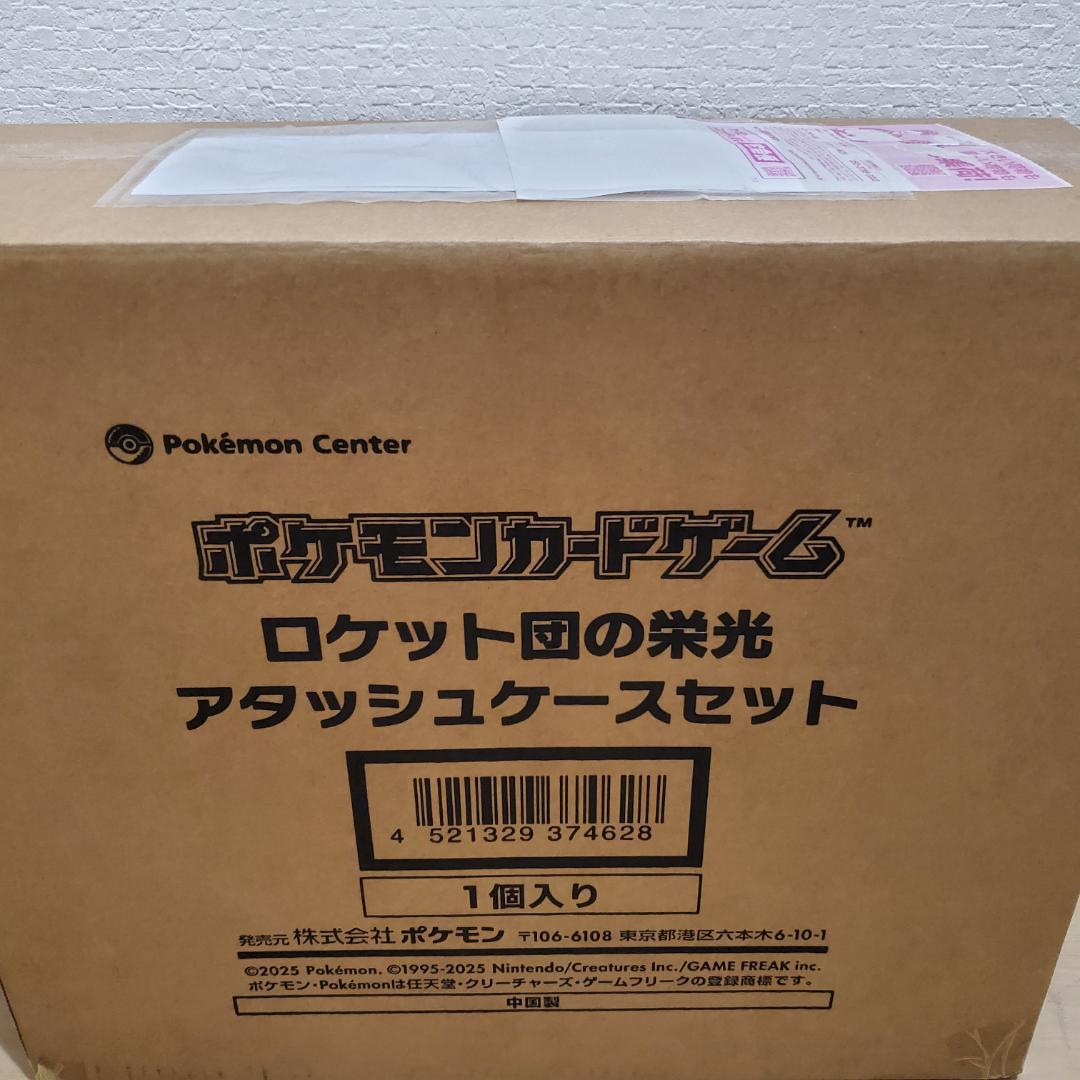 Pokémon Center
ポケモンカードゲーム™
ロケット団の栄光
アタッシュケースセット
4 521329 374628
1個入り
発売元 株式会社 ポケモン 〒106-6108 東京都港区六本木6-10-1
©2025 Pokémon. ©1995-2025 Nintendo/Creatures Inc./GAME FREAK inc.
ポケモン・Pokémonは任天堂・クリーチャーズ・ゲームフリークの登録商標です。
中国製